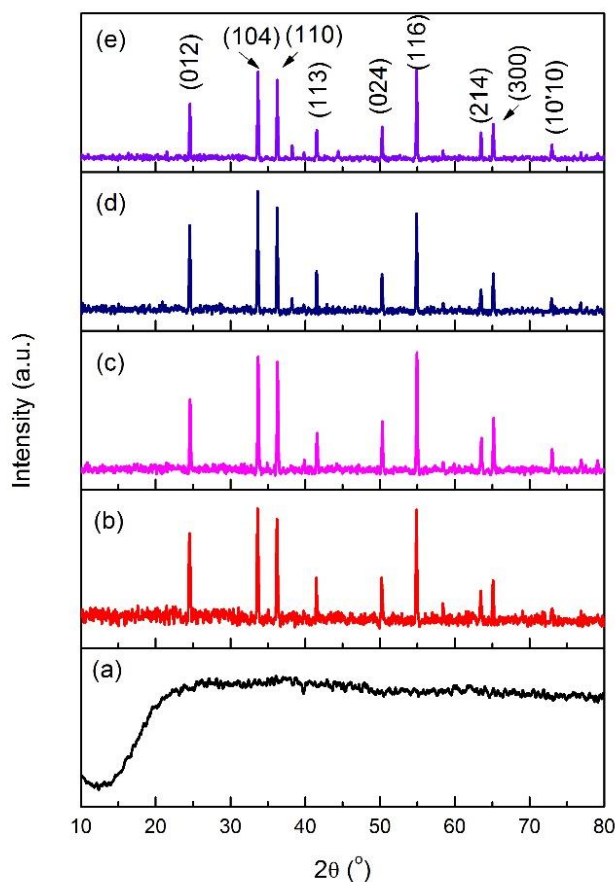 (e)
(012)
(104)
(110)
(113)
(024)
(116)
(214)
(300)
(10'10)
(d)
(c)
(b)
(a)
Intensity (a.u.)
10 20 30 40 50 60 70 80
2θ (°)